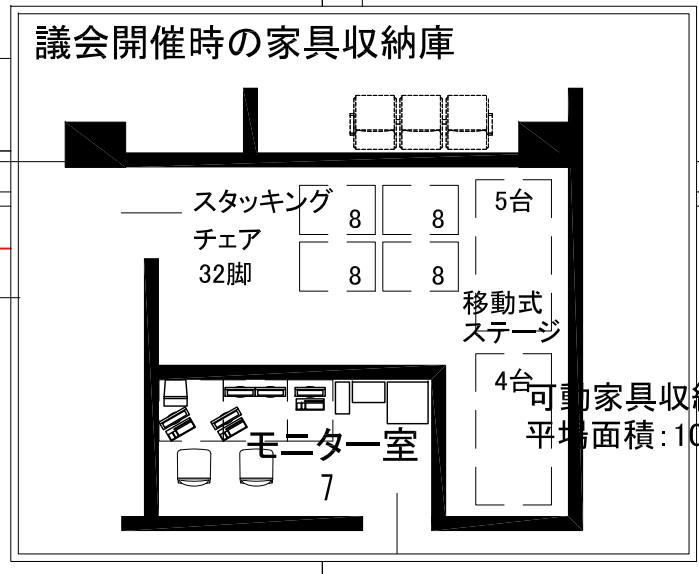 議会開催時の家具収納庫
スタッキング
チェア
32脚
8
8
8
8
5台
移動式
ステージ
4台
可動家具収
平場面積:10
モニター室
7